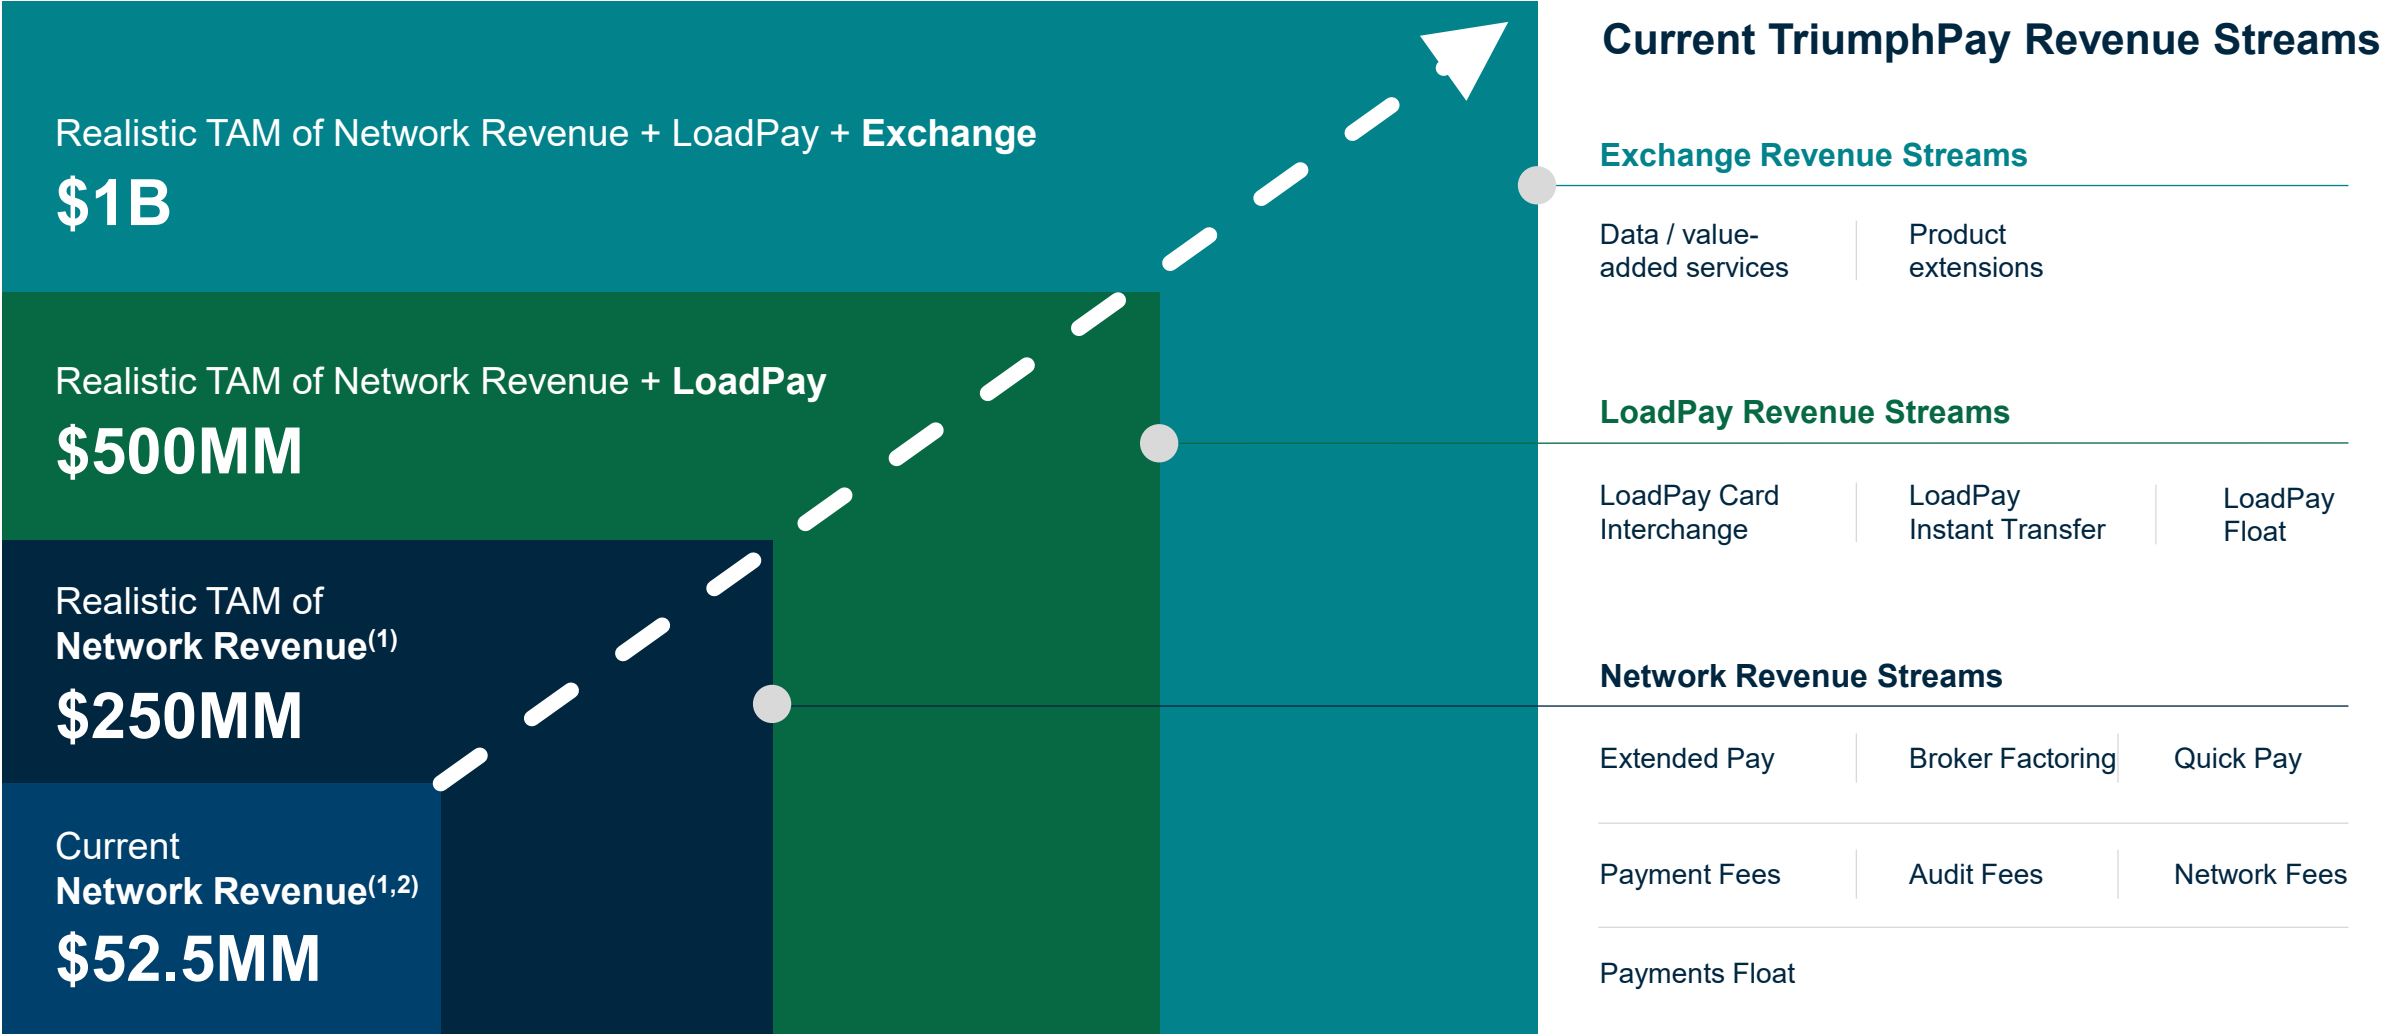 Realistic TAM of Network Revenue + LoadPay + Exchange
$1B
Realistic TAM of Network Revenue + LoadPay
$500MM
Realistic TAM of
Network Revenue(1)
$250MM
Current
Network Revenue(1,2)
$52.5MM
Current TriumphPay Revenue Streams
Exchange Revenue Streams
Data / value-
added services
Product
extensions
LoadPay Revenue Streams
LoadPay Card
Interchange
LoadPay
Instant Transfer
LoadPay
Float
Network Revenue Streams
Extended Pay
Broker Factoring
Quick Pay
Payment Fees
Audit Fees
Network Fees
Payments Float